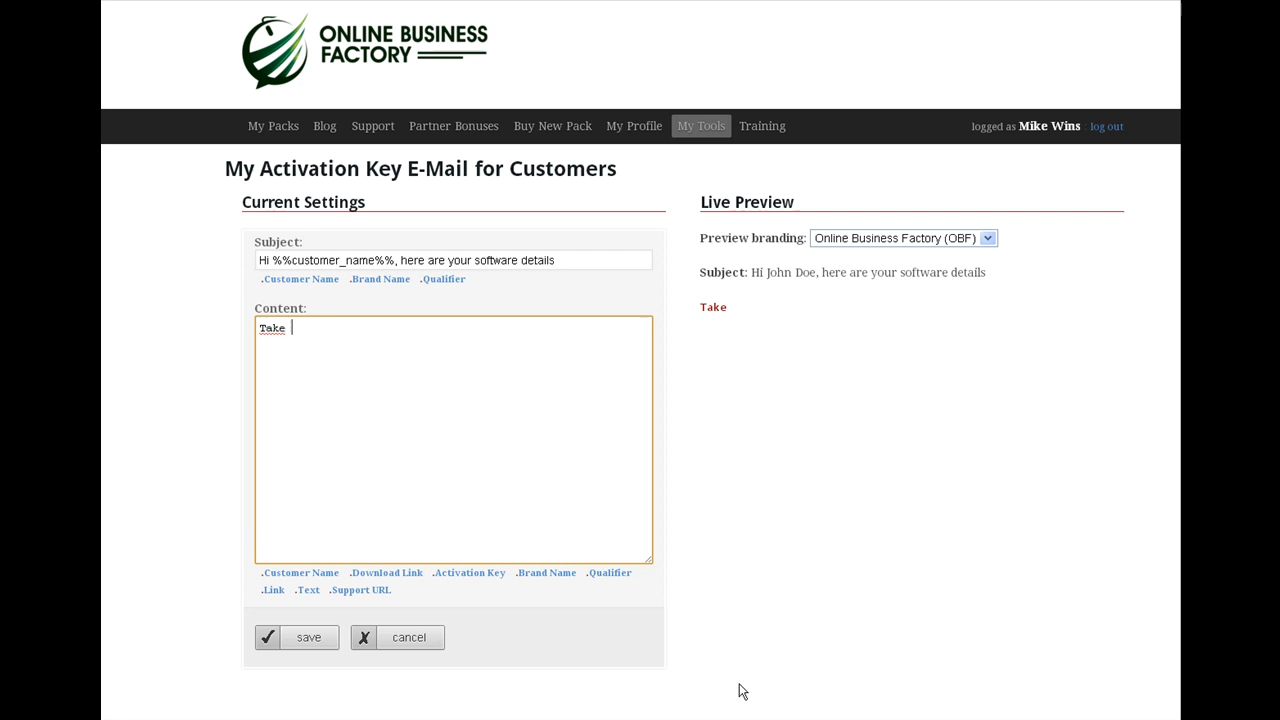 ONLINE BUSINESS
FACTORY
My Packs Blog Support Partner Bonuses Buy New Pack My Profile My Tools Training logged as Mike Wins : log out
My Activation Key E-Mail for Customers
Current Settings
Subject:
Hi %%customer_name%%, here are your software details
.Customer Name .Brand Name .Qualifier
Content:
Take
.Customer Name .Download Link .Activation Key .Brand Name .Qualifier
.Link .Text .Support URL
save cancel
Live Preview
Preview branding: Online Business Factory (OBF)
Subject: Hi John Doe, here are your software details
Take